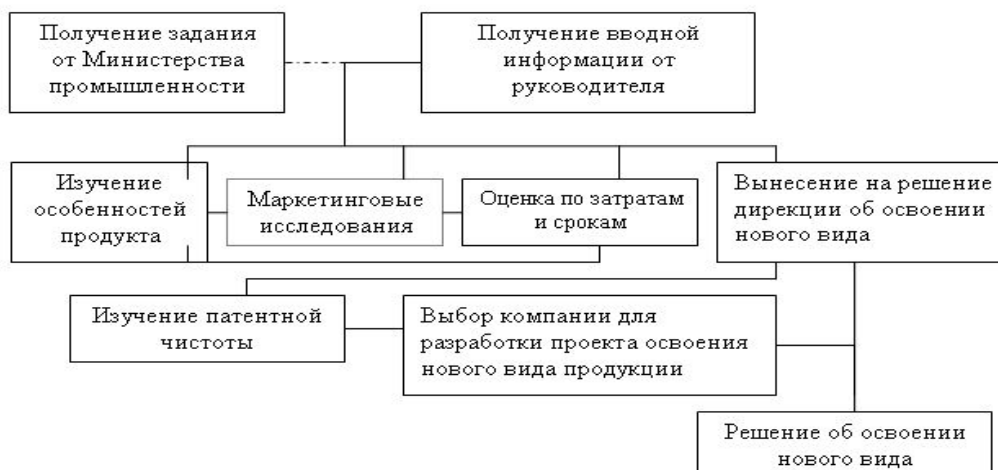 Получение задания
от Министерства
промышленности
Получение вводной
информации от
руководителя
Изучение
особенностей
продукта
Маркетинговые
исследования
Оценка по затратам
и срокам
Вынесение на решение
дирекции об освоении
нового вида
Изучение патентной
чистоты
Выбор компании для
разработки проекта освоения
нового вида продукции
Решение об освоении
нового вида